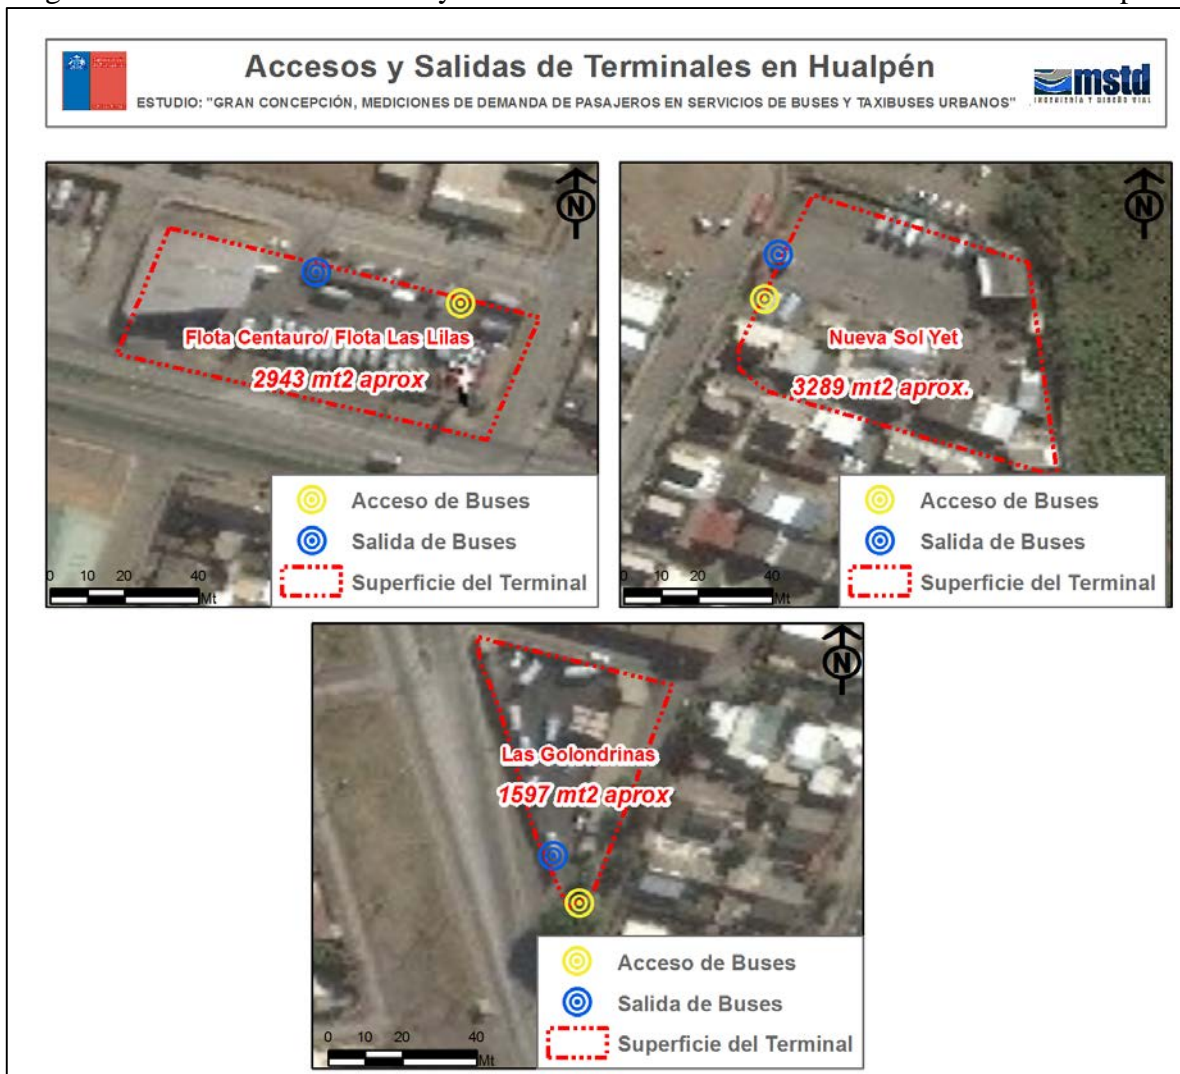 Accesos y Salidas de Terminales en Hualpén
ESTUDIO: "GRAN CONCEPCIÓN, MEDICIONES DE DEMANDA DE PASAJEROS EN SERVICIOS DE BUSES Y TAXIBUSES URBANOS"
mstd
INGENIERÍA Y DISEÑO VIAL
N
Flota Centauro/ Flota Las Lilas
2943 mt2 aprox
Acceso de Buses
Salida de Buses
Superficie del Terminal
0 10 20 40
Mt
N
Nueva Sol Yet
3289 mt2 aprox.
Acceso de Buses
Salida de Buses
Superficie del Terminal
0 10 20 40
Mt
N
Las Golondrinas
1597 mt2 aprox
Acceso de Buses
Salida de Buses
Superficie del Terminal
0 10 20 40
Mt